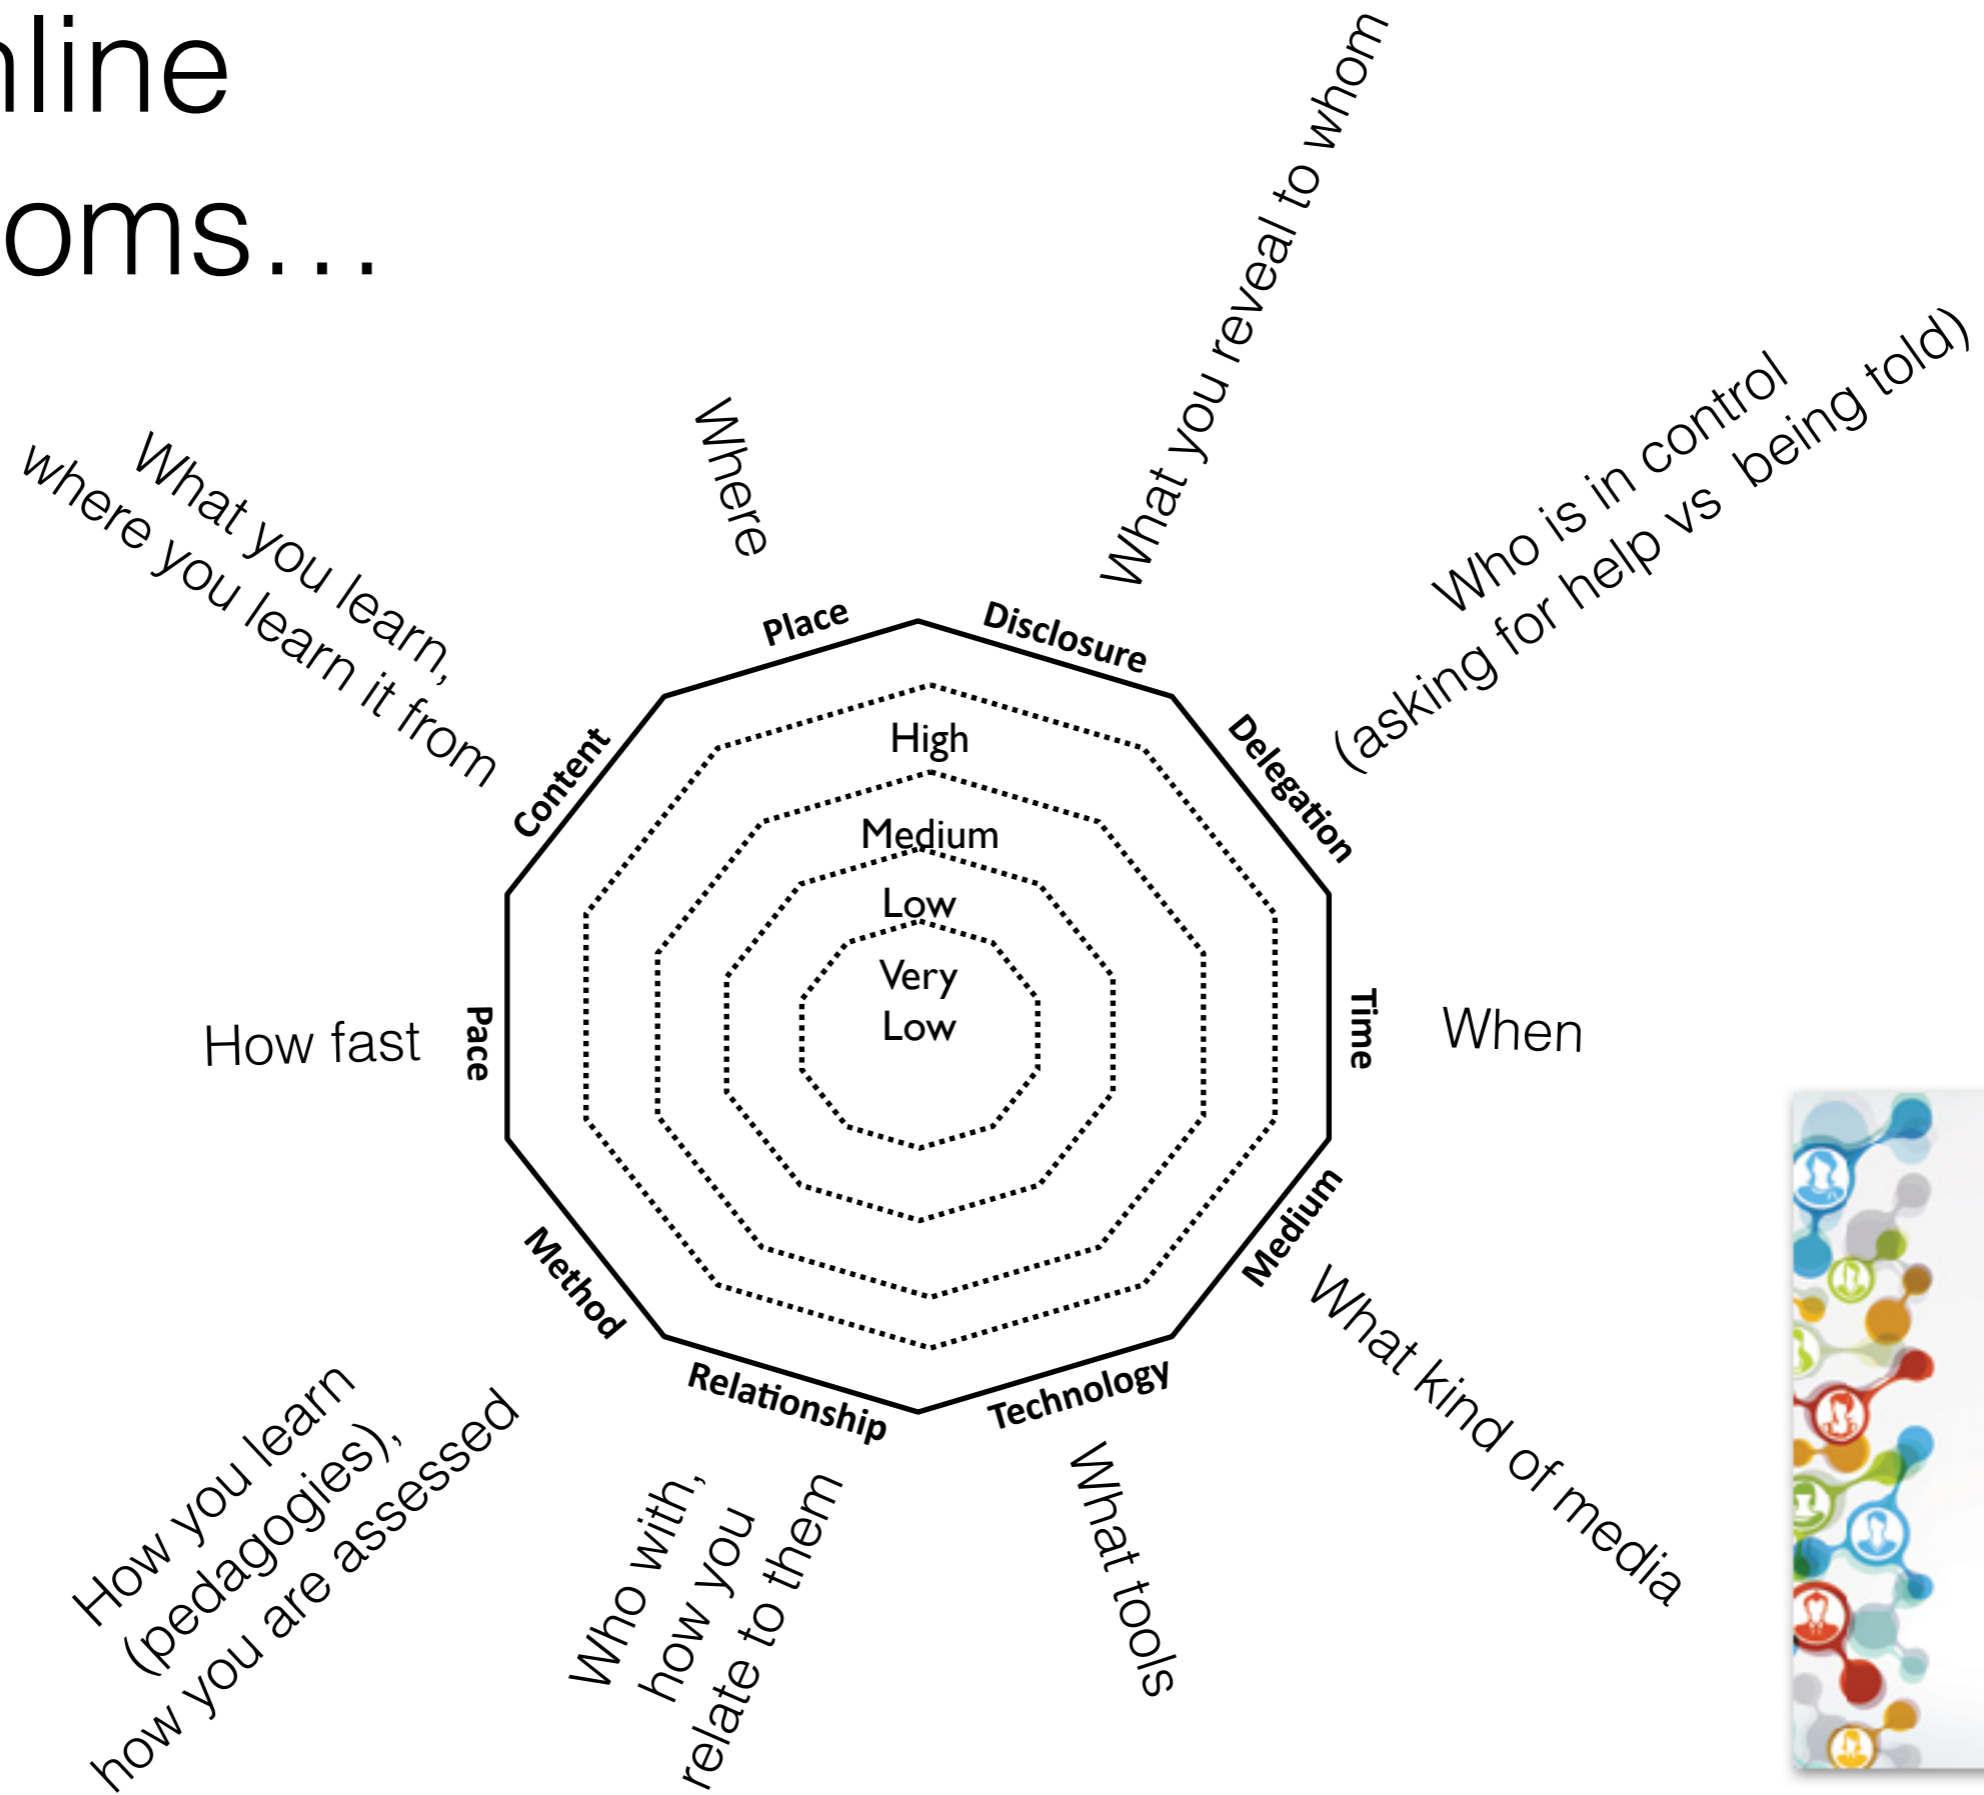 nline
oms...
What you reveal to whom
Where
Who is in control
(asking for help vs being told)
What you learn,
where you learn it from
Place
Disclosure
Content
Delegation
High
Medium
Low
Very
Low
How fast
Pace
Time
When
Method
Medium
Relationship
Technology
What kind of media
How you learn
(pedagogies),
how you are assessed
Who with,
how you
relate to them
What tools